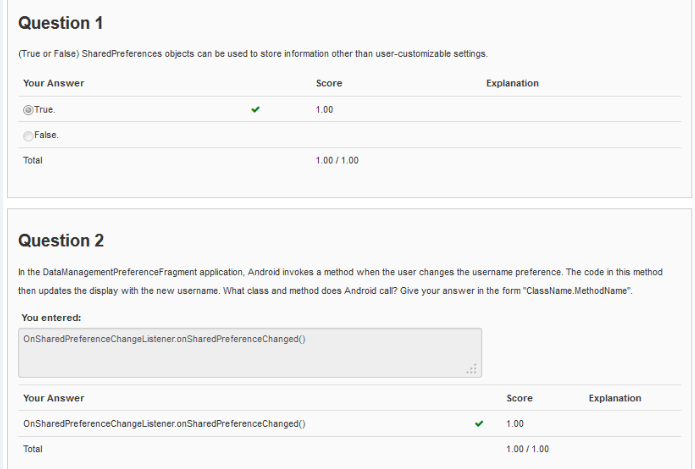 Question 1
(True or False) SharedPreferences objects can be used to store information other than user-customizable settings.
Your Answer Score Explanation
True. 1.00
False.
Total 1.00 / 1.00
Question 2
In the DataManagementPreferenceFragment application, Android invokes a method when the user changes the username preference. The code in this method
then updates the display with the new username. What class and method does Android call? Give your answer in the form "ClassName.MethodName".
You entered:
OnSharedPreferenceChangeListener.onSharedPreferenceChanged()
Your Answer Score Explanation
OnSharedPreferenceChangeListener.onSharedPreferenceChanged() 1.00
Total 1.00 / 1.00